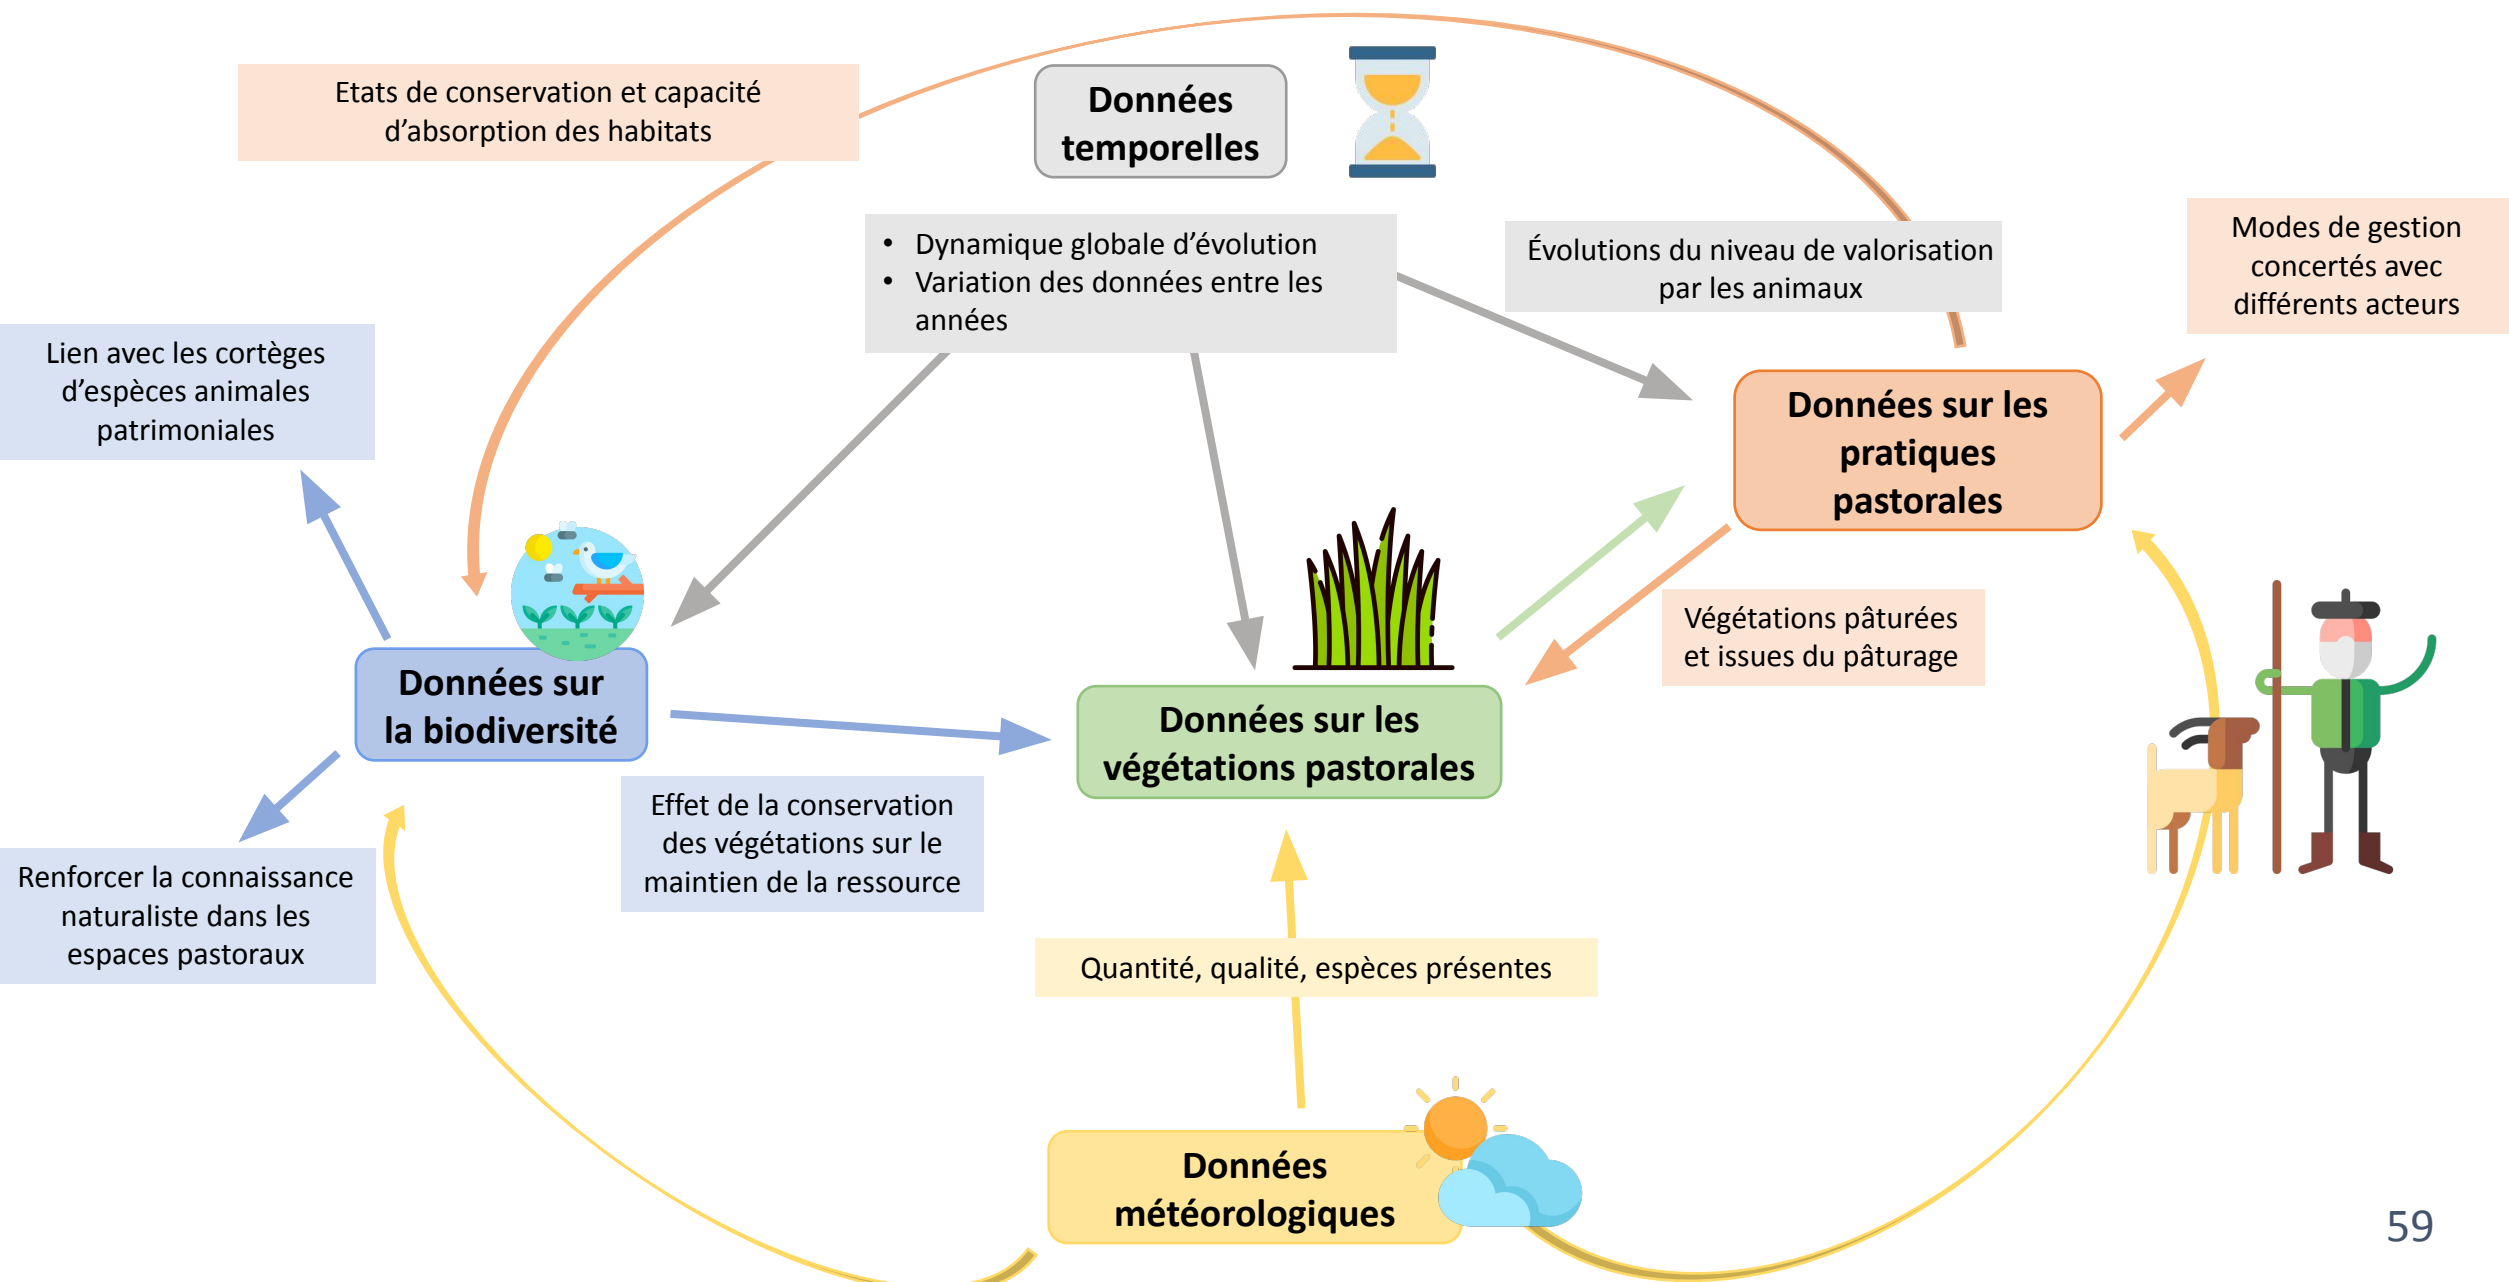 Etats de conservation et capacité
d’absorption des habitats
Données
temporelles
• Dynamique globale d’évolution
• Variation des données entre les
années
Évolutions du niveau de valorisation
par les animaux
Modes de gestion
concertés avec
différents acteurs
Lien avec les cortèges
d’espèces animales
patrimoniales
Données sur les
pratiques
pastorales
Végétations pâturées
et issues du pâturage
Données sur
la biodiversité
Données sur les
végétations pastorales
Effet de la conservation
des végétations sur le
maintien de la ressource
Renforcer la connaissance
naturaliste dans les
espaces pastoraux
Quantité, qualité, espèces présentes
Données
météorologiques
59